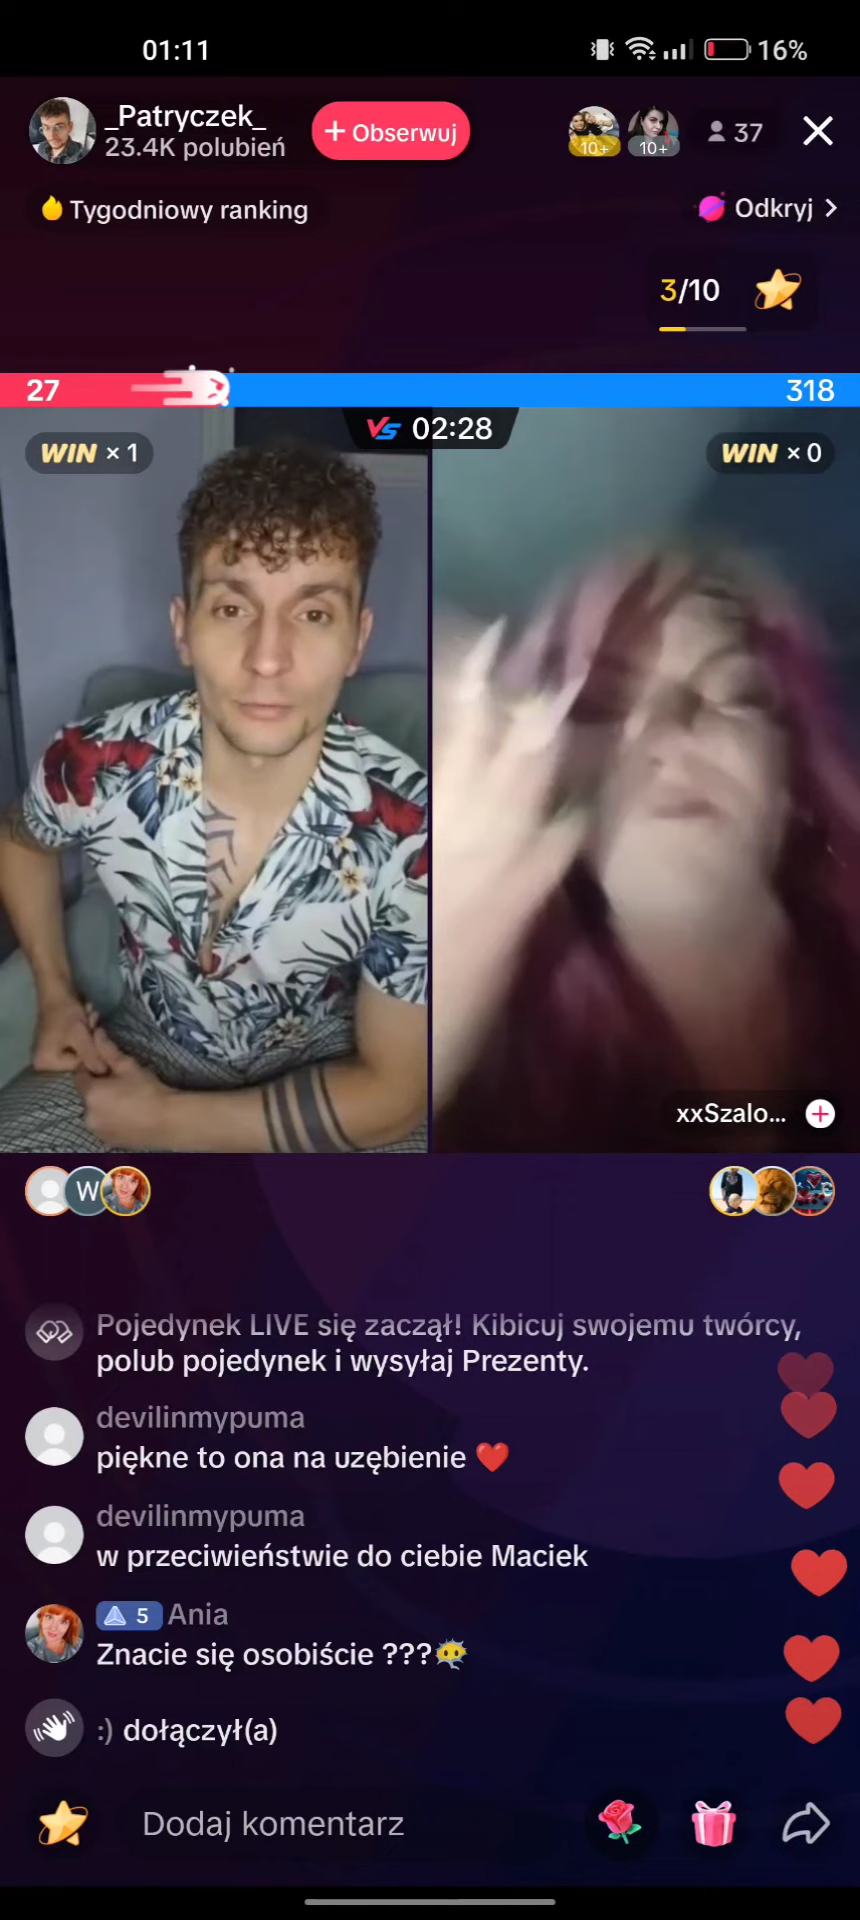 01:11
16%
_Patryczek_
23.4K polubień
+ Obserwuj
10+
10+
37
Tygodniowy ranking
Odkryj
3/10
27
318
WIN × 1
VS 02:28
WIN × 0
xxSzalo...
W
Pojedynek LIVE się zaczął! Kibicuj swojemu twórcy,
polub pojedynek i wysyłaj Prezenty.
devilinmypuma
piękne to ona na uzębienie ❤️
devilinmypuma
w przeciwieństwie do ciebie Maciek
5 Ania
Znacie się osobiście ???
:) dołączył(a)
Dodaj komentarz